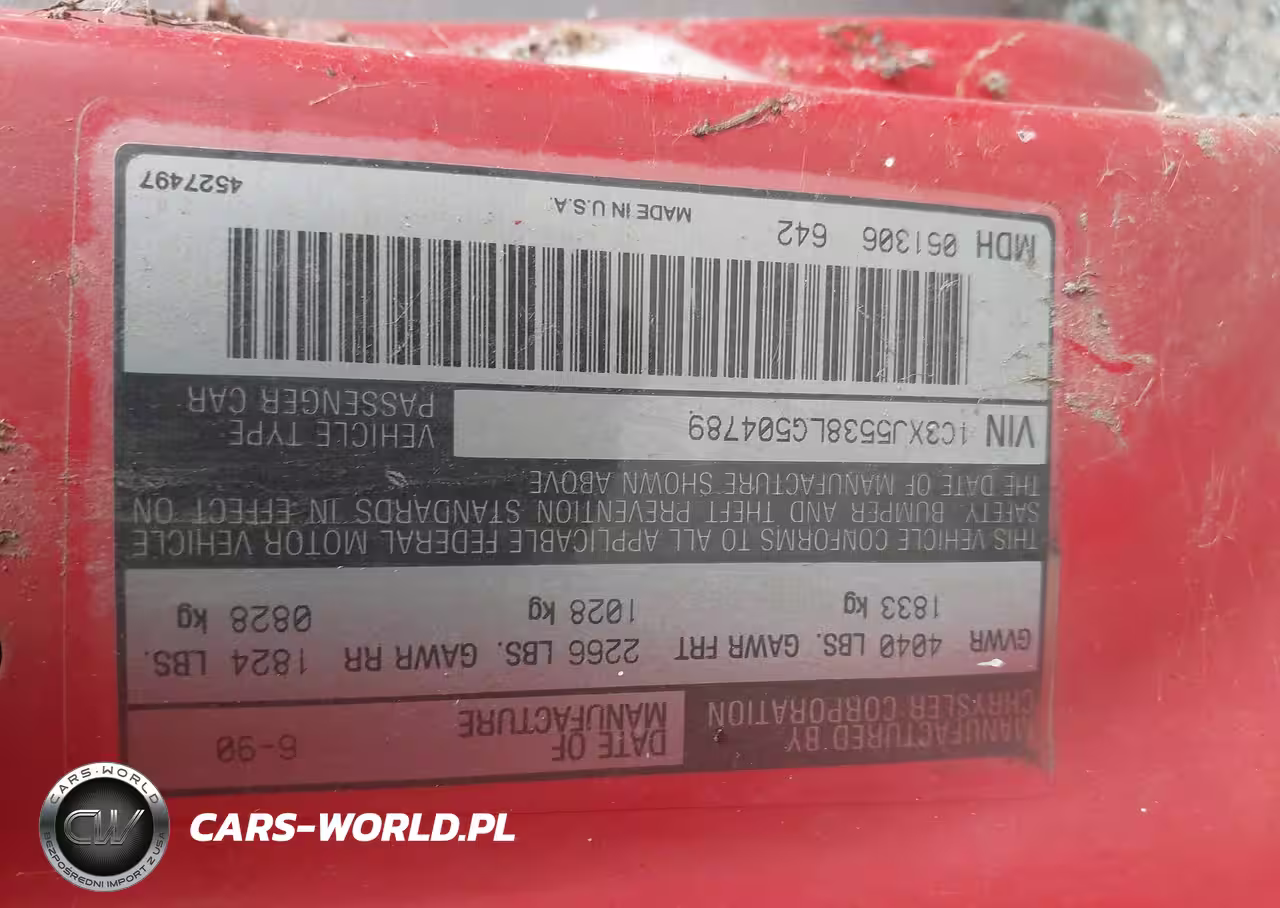 MANUFACTURED BY
CHRYSLER CORPORATION
DATE OF
MANUFACTURE
6-90
GVWR 4040 LBS. GAWR FRT 2266 LBS. GAWR RR 1824 LBS.
1833 kg 1028 kg 0828 kg
THIS VEHICLE CONFORMS TO ALL APPLICABLE FEDERAL MOTOR VEHICLE
SAFETY, BUMPER AND THEFT PREVENTION STANDARDS IN EFFECT ON
THE DATE OF MANUFACTURE SHOWN ABOVE
VIN 1C3XJ5538LG504789
VEHICLE TYPE
PASSENGER CAR
MDH 051306 642
MADE IN U.S.A.
4527497
CARS-WORLD
CW
BEZPOŚREDNI IMPORT Z USA
CARS-WORLD.PL